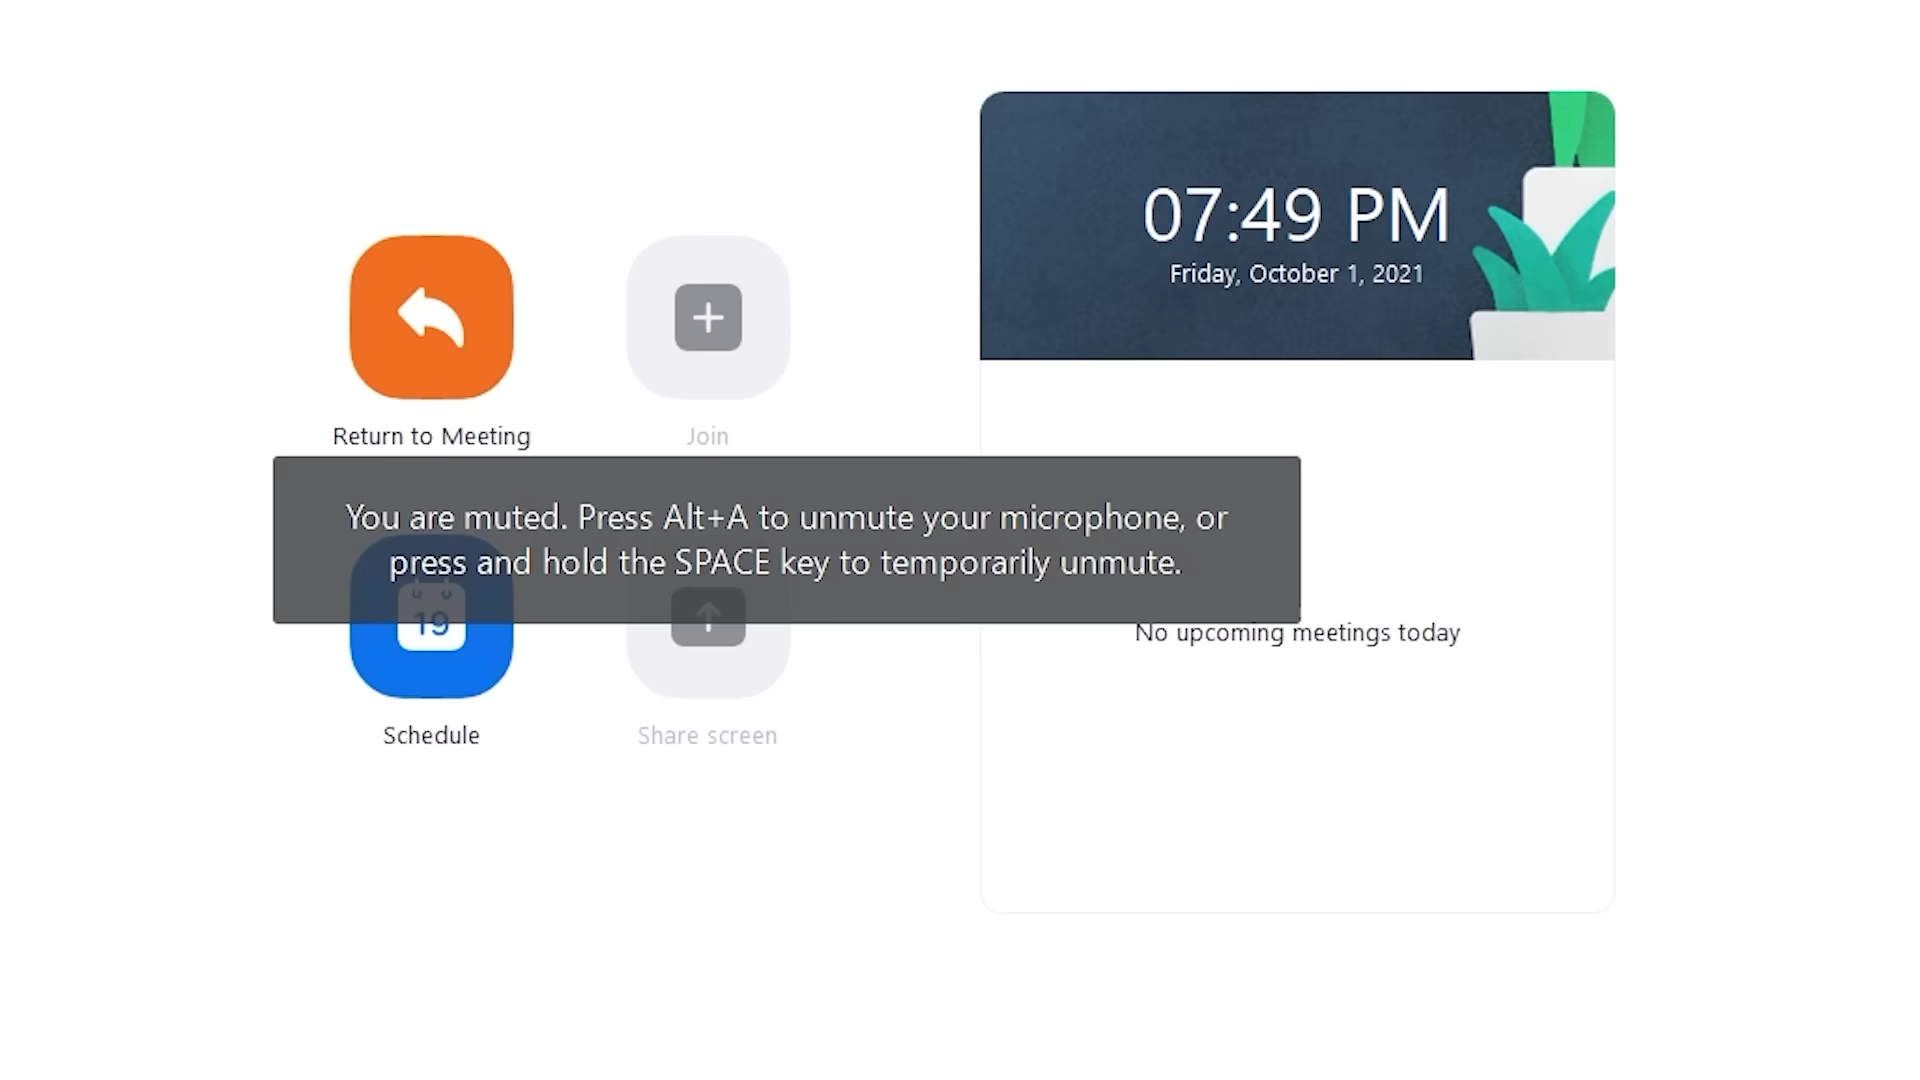 07:49 PM
Friday, October 1, 2021
Return to Meeting
Join
You are muted. Press Alt+A to unmute your microphone, or
press and hold the SPACE key to temporarily unmute.
19
No upcoming meetings today
Schedule
Share screen